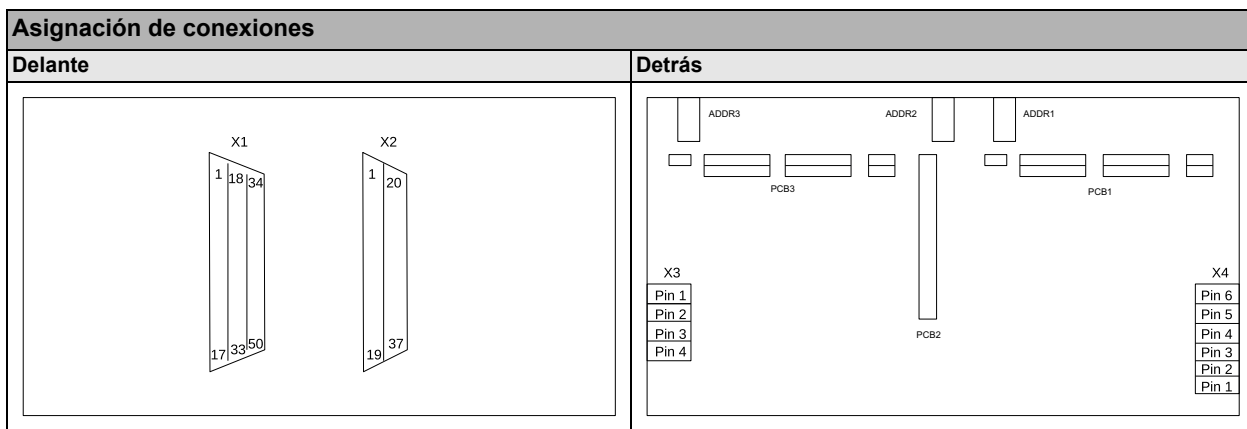 Asignación de conexiones
Delante
Detrás
X1
X2
1 18 34
1 20
17 33 50
19 37
ADDR3
ADDR2
ADDR1
PCB3
PCB1
PCB2
X3
Pin 1
Pin 2
Pin 3
Pin 4
X4
Pin 6
Pin 5
Pin 4
Pin 3
Pin 2
Pin 1